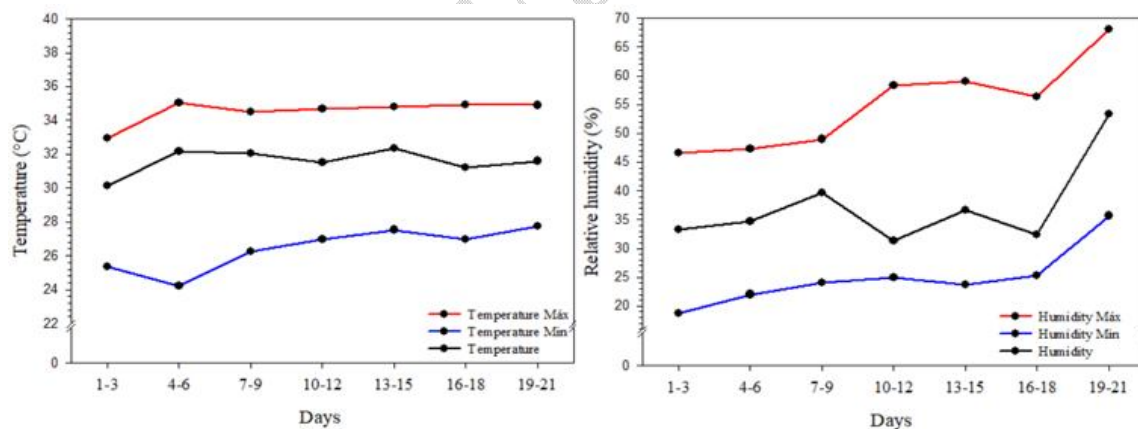 40
38
36
34
32
30
28
26
24
22
0
Temperature (°C)
Temperature Máx
Temperature Min
Temperature
1-3 4-6 7-9 10-12 13-15 16-18 19-21
Days
70
65
60
55
50
45
40
35
30
25
20
0
Relative humidity (%)
Humidity Máx
Humidity Min
Humidity
1-3 4-6 7-9 10-12 13-15 16-18 19-21
Days